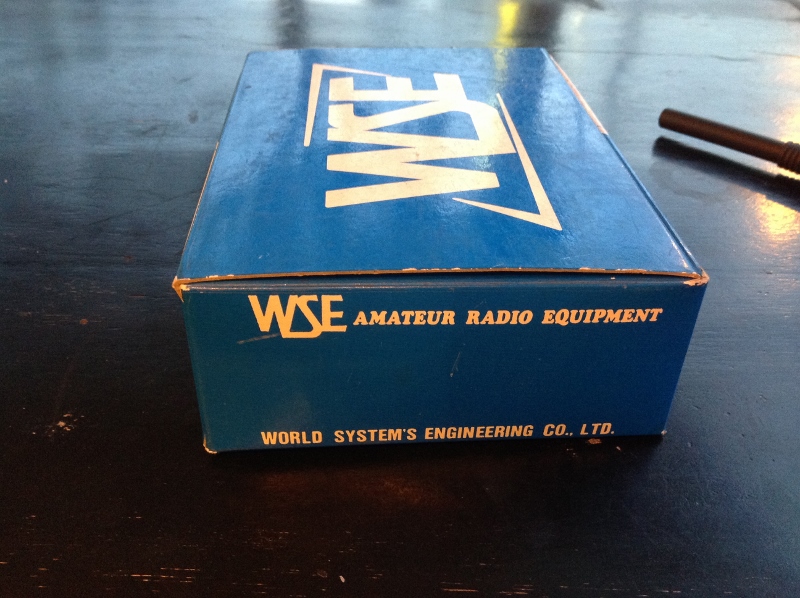 WSE
WSE AMATEUR RADIO EQUIPMENT
WORLD SYSTEM'S ENGINEERING CO., LTD.